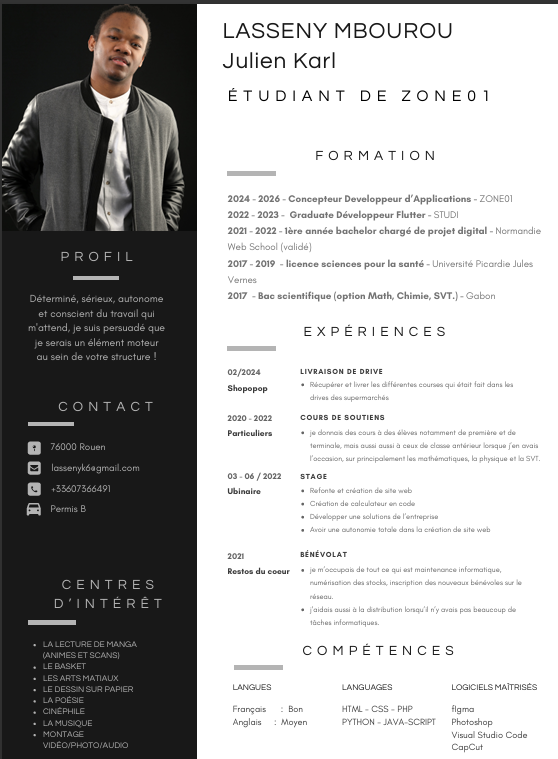 LASSENY MBOUROU
Julien Karl
ÉTUDIANT DE ZONE01
PROFIL
Déterminé, sérieux, autonome
et conscient du travail qui
m'attend, je suis persuadé que
je serais un élément moteur
au sein de votre structure !
CONTACT
76000 Rouen
lassenyk6@gmail.com
+33607366491
Permis B
CENTRES
D'INTÉRÊT
LA LECTURE DE MANGA
(ANIMES ET SCANS)
LE BASKET
LES ARTS MATIAUX
LE DESSIN SUR PAPIER
LA POÉSIE
CINÉPHILE
LA MUSIQUE
MONTAGE
VIDÉO/PHOTO/AUDIO
FORMATION
2024 - 2026 - Concepteur Developpeur d'Applications - ZONE01
2022 - 2023 - Graduate Développeur Flutter - STUDI
2021 - 2022 - 1ère année bachelor chargé de projet digital - Normandie
Web School (validé)
2017 - 2019 - licence sciences pour la santé - Université Picardie Jules
Vernes
2017 - Bac scientifique (option Math, Chimie, SVT.) - Gabon
EXPÉRIENCES
02/2024
Shopopop
LIVRAISON DE DRIVE
Récupérer et livrer les différentes courses qui était fait dans les
drives des supermarchés
2020 - 2022
Particuliers
COURS DE SOUTIENS
je donnais des cours à des élèves notamment de première et de
terminale, mais aussi aussi à ceux de classe antérieur lorsque j'en avais
l'occasion, sur principalement les mathématiques, la physique et la SVT.
03 - 06 / 2022
Ubinaire
STAGE
Refonte et création de site web
Création de calculateur en code
Développer une solutions de l'entreprise
Avoir une autonomie totale dans la création de site web
2021
Restos du coeur
BÉNÉVOLAT
je m'occupais de tout ce qui est maintenance informatique,
numérisation des stocks, inscription des nouveaux bénévoles sur le
réseau.
j'aidais aussi à la distribution lorsqu'il n'y avais pas beaucoup de
tâches informatiques.
COMPÉTENCES
LANGUES
Français : Bon
Anglais : Moyen
LANGUAGES
HTML - CSS - PHP
PYTHON - JAVA-SCRIPT
LOGICIELS MAÎTRISÉS
figma
Photoshop
Visual Studio Code
CapCut